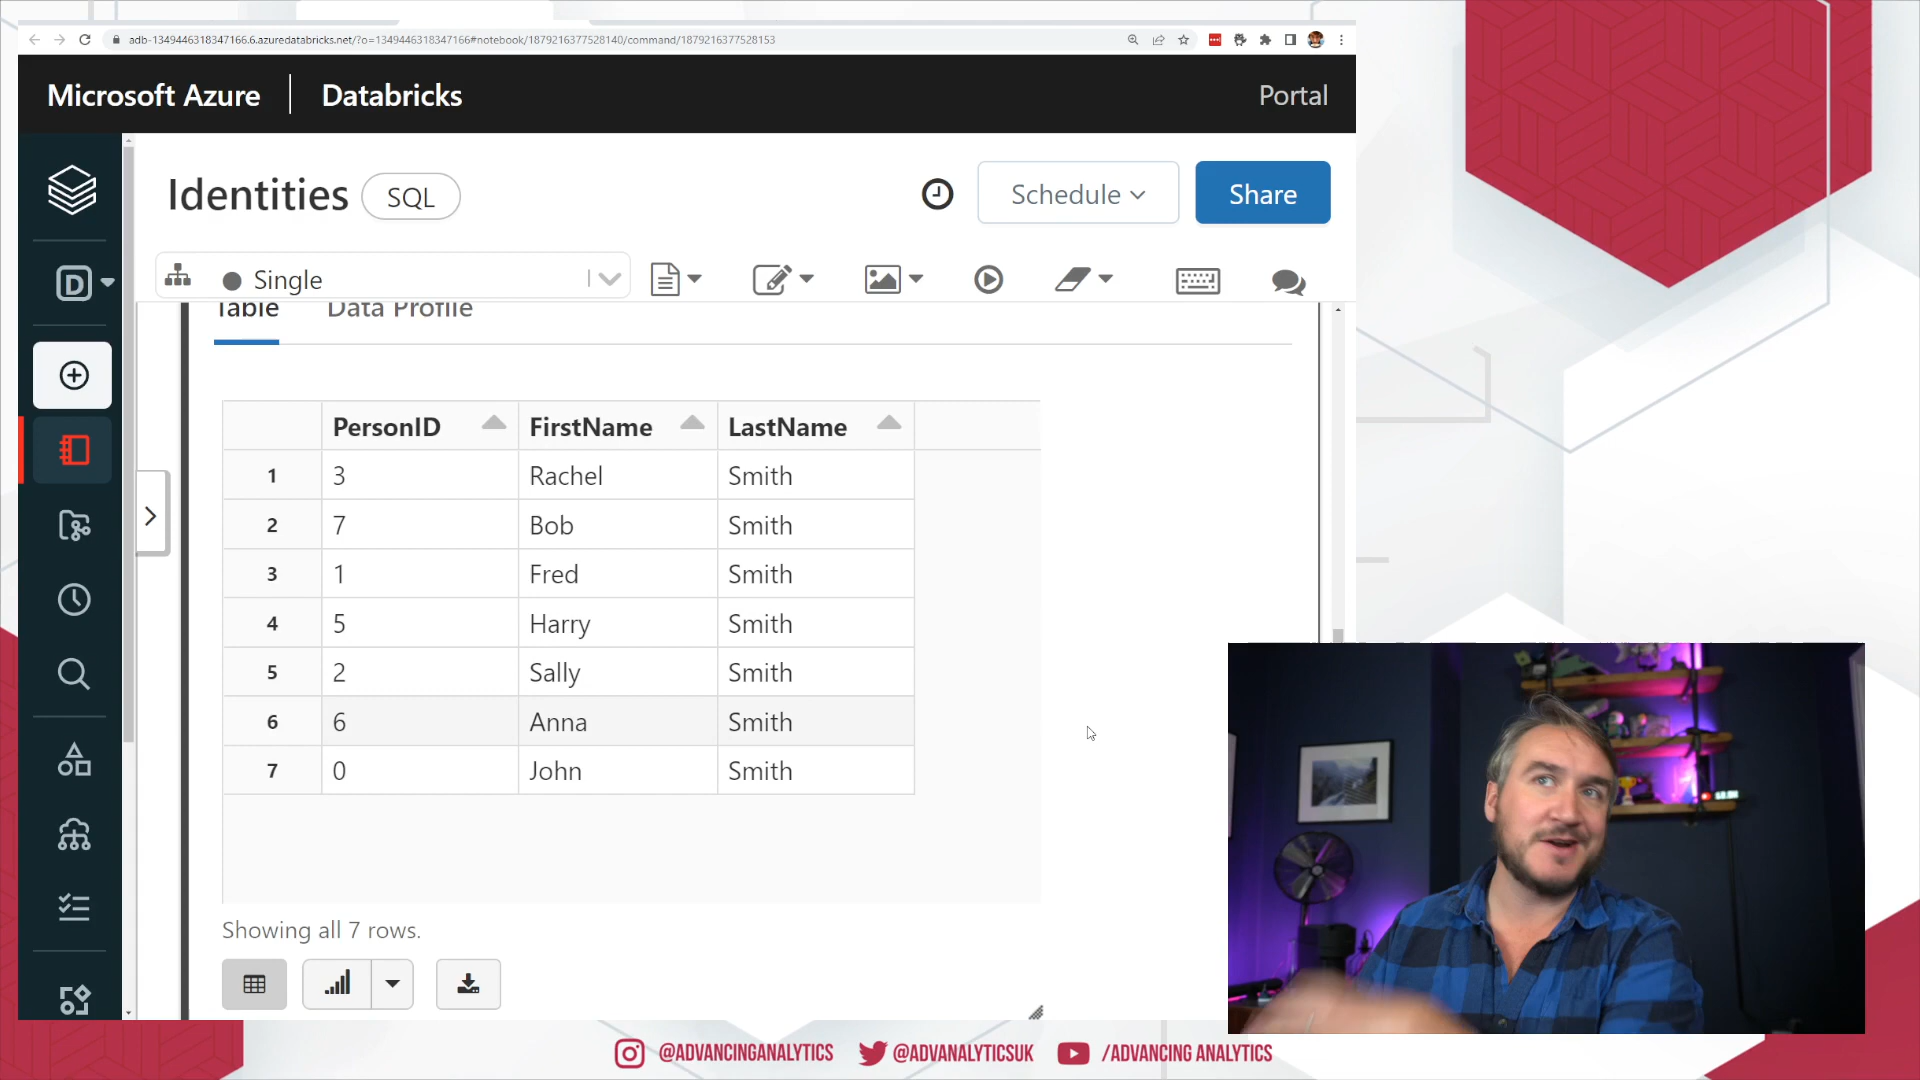 adb-1349446318347166.6.azuredatabricks.net/?o=1349446318347166#notebook/1879216377528140/command/1879216377528153
Microsoft Azure Databricks Portal
Identities SQL Schedule Share
Single
Table Data Profile
PersonID FirstName LastName
1 3 Rachel Smith
2 7 Bob Smith
3 1 Fred Smith
4 5 Harry Smith
5 2 Sally Smith
6 6 Anna Smith
7 0 John Smith
Showing all 7 rows.
@ADVANCINGANALYTICS @ADVANALYTICSUK /ADVANCING ANALYTICS